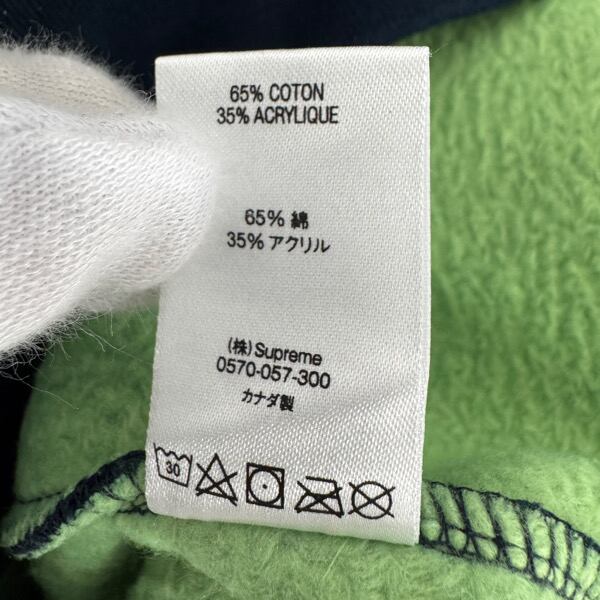 65% COTON
35% ACRYLIQUE
65% 綿
35% アクリル
(株) Supreme
0570-057-300
カナダ製
30